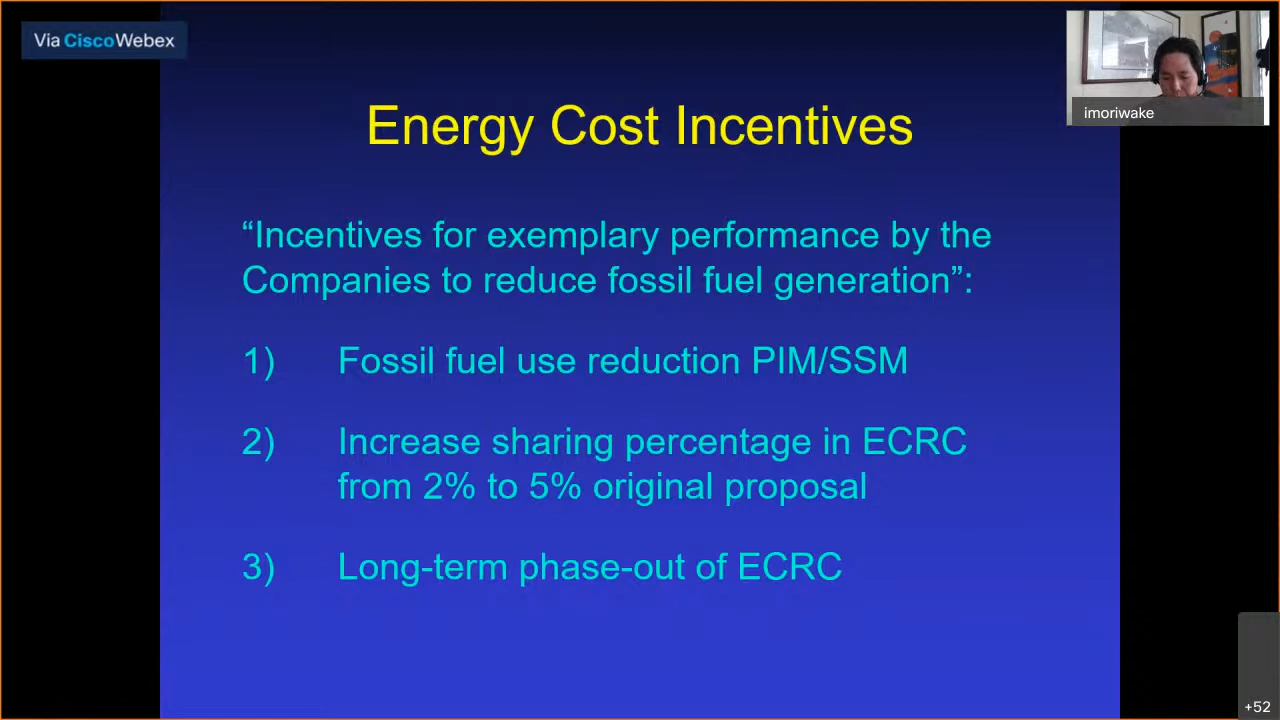 Via CiscoWebex
imoriwake
Energy Cost Incentives
“Incentives for exemplary performance by the
Companies to reduce fossil fuel generation”:
1) Fossil fuel use reduction PIM/SSM
2) Increase sharing percentage in ECRC
from 2% to 5% original proposal
3) Long-term phase-out of ECRC
+52